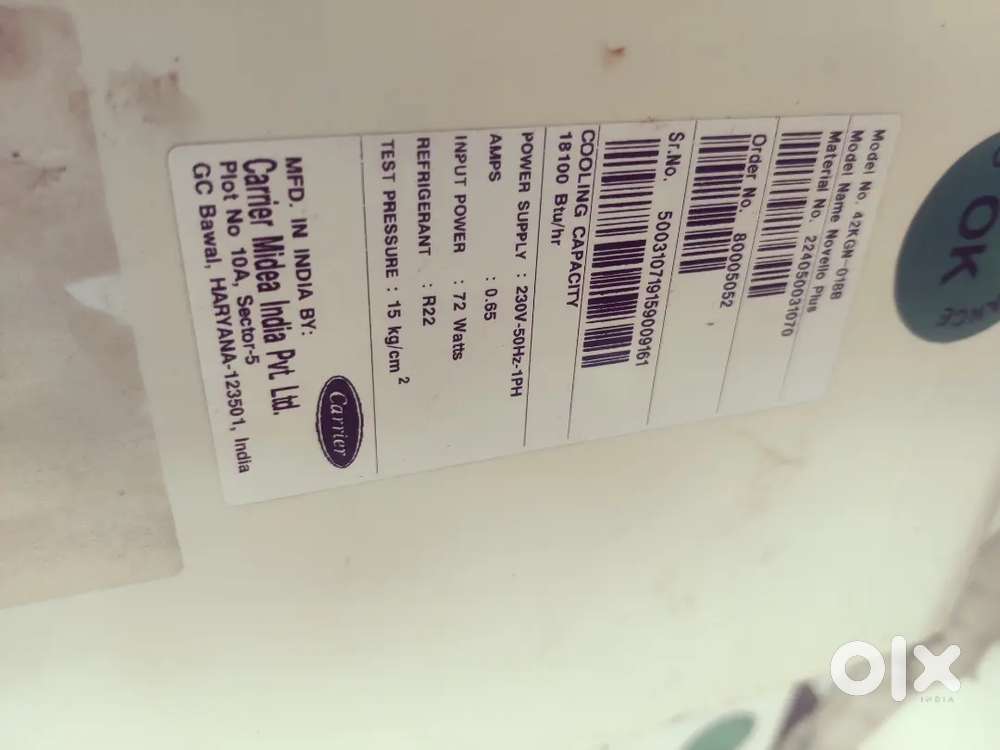 Model No. 42KGN-018B
Model Name Novello Plus
Material No. 224050031070
Order No. 80005052
Sr.No. 500310719159009161
COOLING CAPACITY
18100 Btu/hr
POWER SUPPLY : 230V-50Hz-1PH
AMPS : 0.65
INPUT POWER : 72 Watts
REFRIGERANT : R22
TEST PRESSURE : 15 kg/cm 2
MFD. IN INDIA BY:
Carrier Midea India Pvt. Ltd.
Plot No 10A, Sector-5
GC Bawal, HARYANA-123501, India
Carrier
OK
olx
INDIA